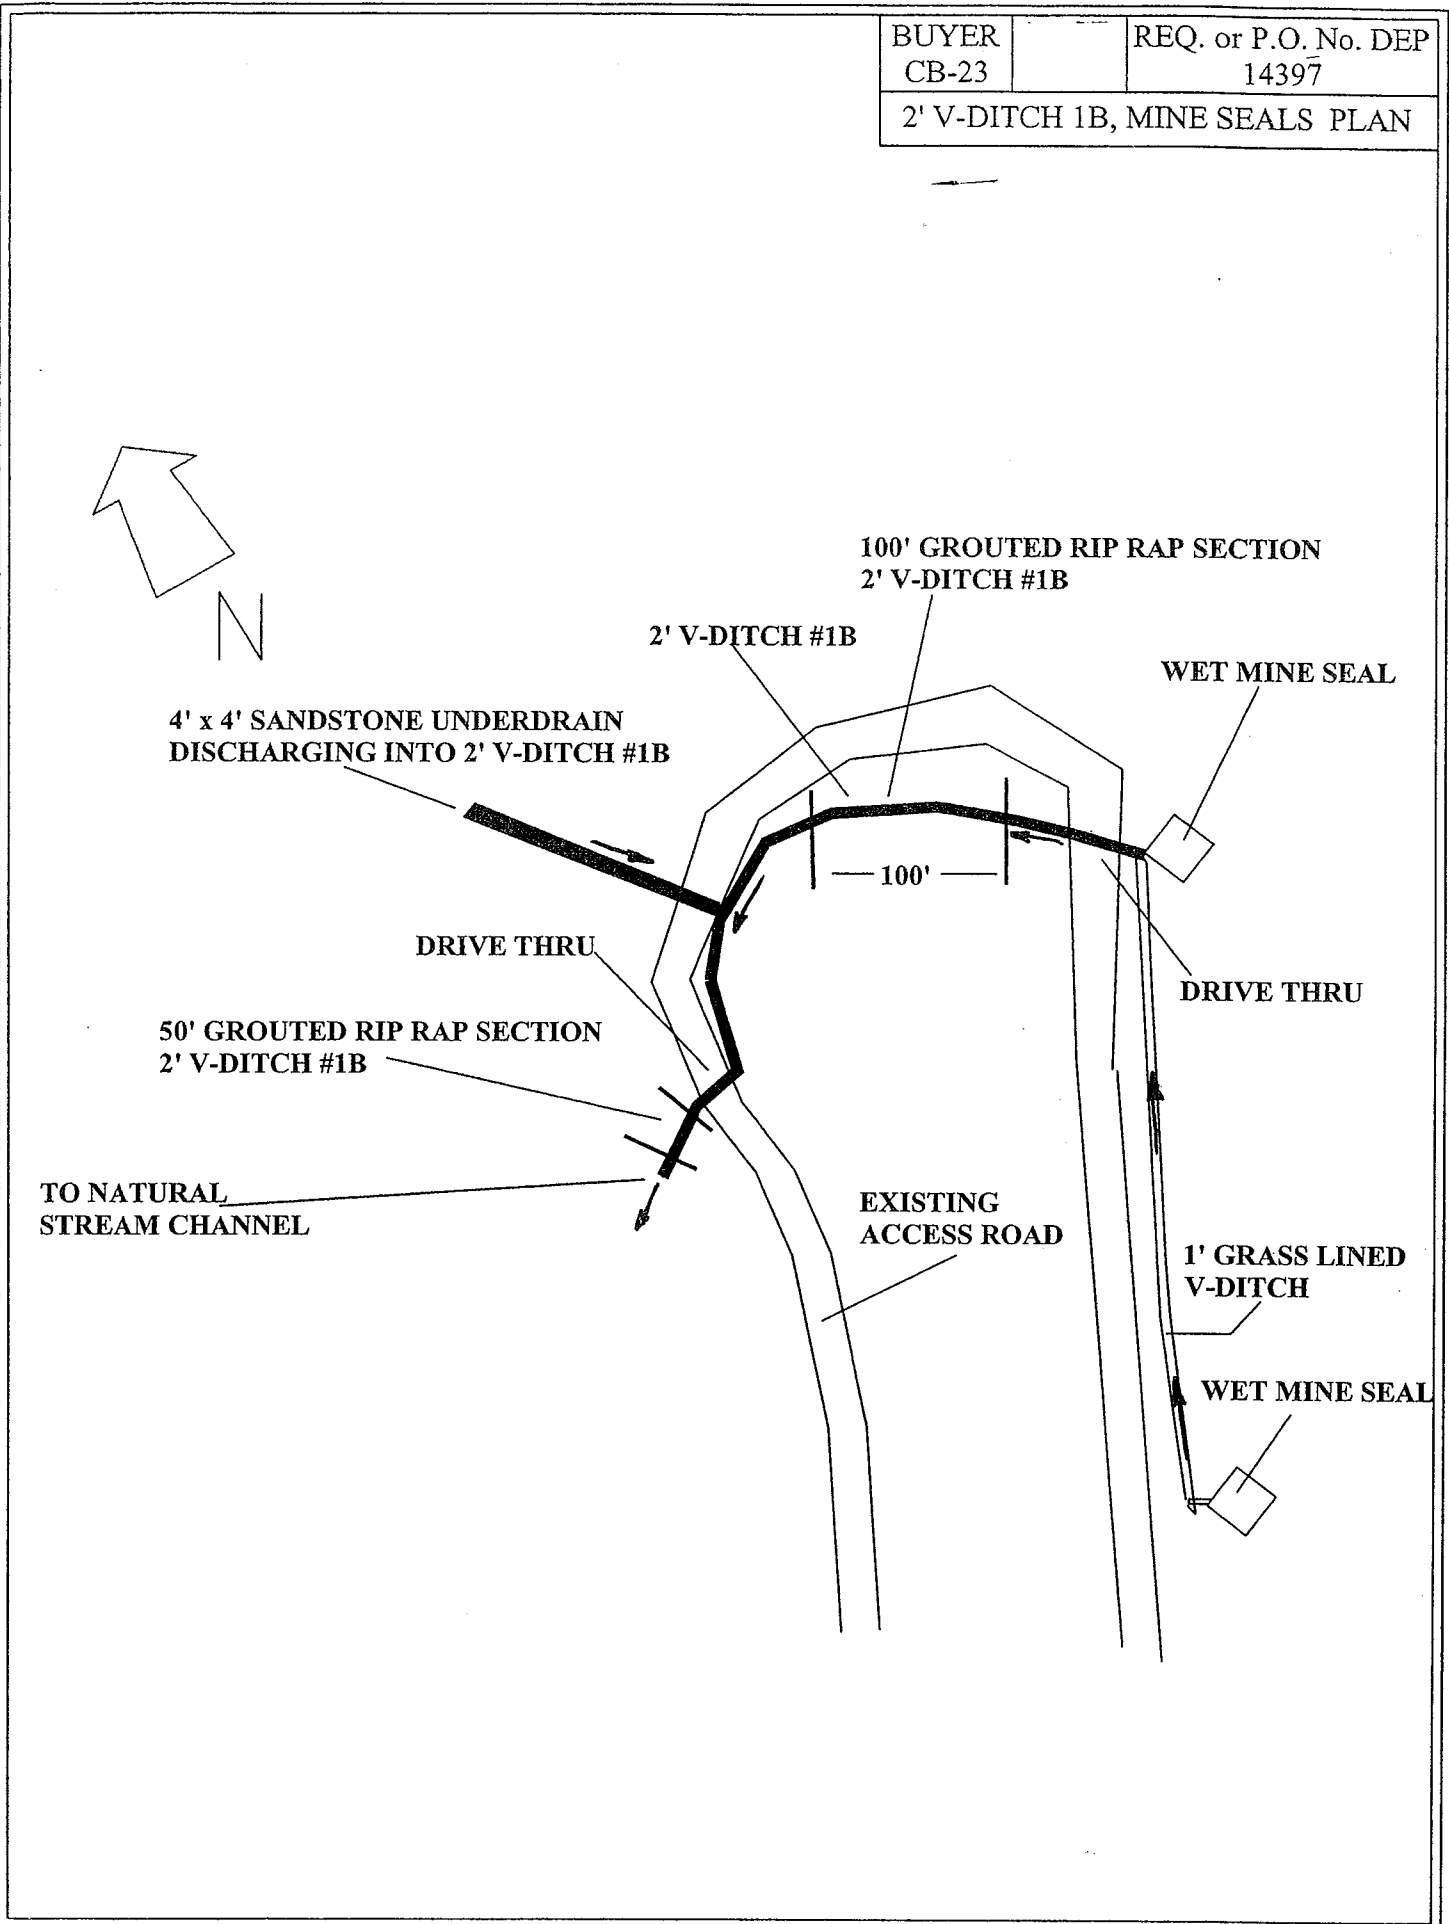 BUYER
CB-23
REQ. or P.O. No. DEP
14397
2' V-DITCH 1B, MINE SEALS PLAN
N
100' GROUTED RIP RAP SECTION
2' V-DITCH #1B
2' V-DITCH #1B
WET MINE SEAL
4' x 4' SANDSTONE UNDERDRAIN
DISCHARGING INTO 2' V-DITCH #1B
100'
DRIVE THRU
DRIVE THRU
50' GROUTED RIP RAP SECTION
2' V-DITCH #1B
TO NATURAL
STREAM CHANNEL
EXISTING
ACCESS ROAD
1' GRASS LINED
V-DITCH
WET MINE SEAL